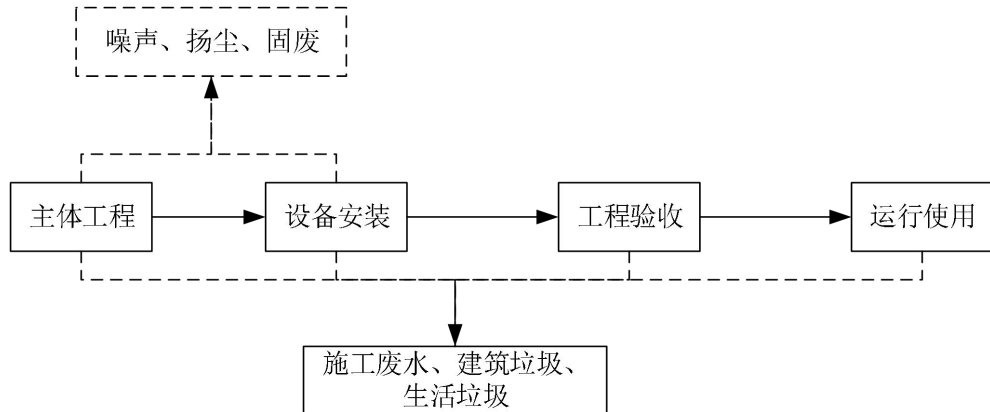 噪声、扬尘、固废
主体工程
设备安装
工程验收
运行使用
施工废水、建筑垃圾、
生活垃圾